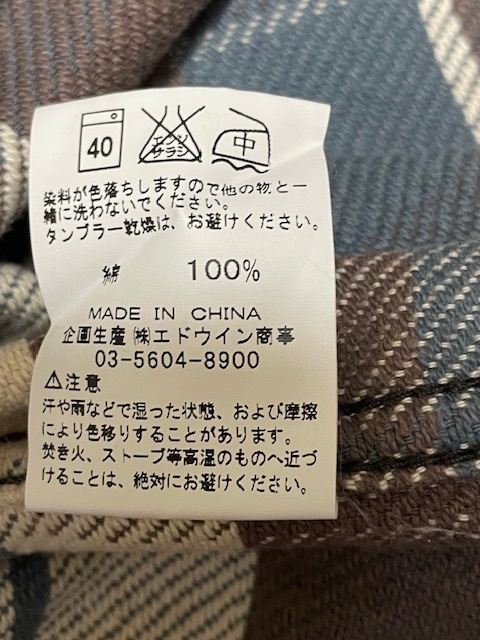 40 エンソ サラシ 中
染料が色落ちしますので他の物と一
緒に洗わないでください。
タンブラー乾燥は、お避けください。
綿 100%
MADE IN CHINA
企画生産 ㈱エドウイン商事
03-5604-8900
⚠注意
汗や雨などで湿った状態、および摩擦
により色移りすることがあります。
焚き火、ストーブ等高温のものへ近づ
けることは、絶対にお避けください。